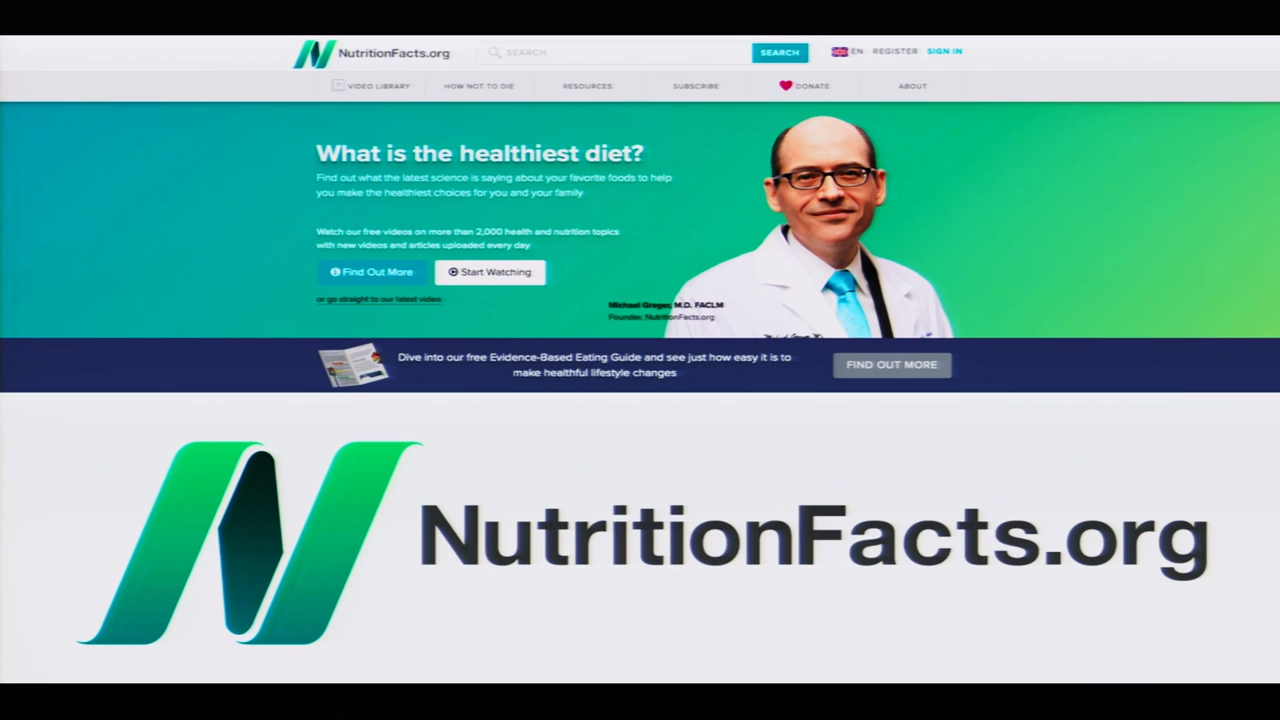 NutritionFacts.org
SEARCH
SEARCH
EN
REGISTER
SIGN IN
VIDEO LIBRARY
HOW NOT TO DIE
RESOURCES
SUBSCRIBE
DONATE
ABOUT
What is the healthiest diet?
Find out what the latest science is saying about your favorite foods to help
you make the healthiest choices for you and your family
Watch our free videos on more than 2,000 health and nutrition topics
with new videos and articles uploaded every day
Find Out More
Start Watching
or go straight to our latest video
Michael Greger, M.D. FACLM
Founder, NutritionFacts.org
Dive into our free Evidence-Based Eating Guide and see just how easy it is to
make healthful lifestyle changes
FIND OUT MORE
NutritionFacts.org